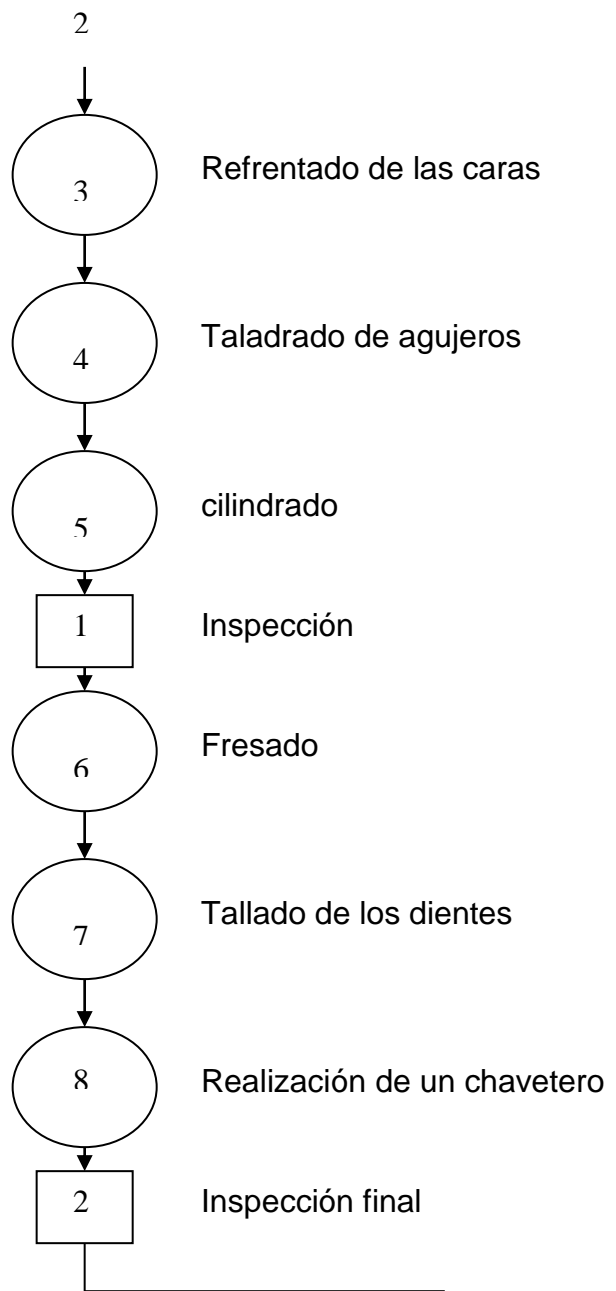 2
3 Refrentado de las caras
4 Taladrado de agujeros
5 cilindrado
1 Inspección
6 Fresado
7 Tallado de los dientes
8 Realización de un chavetero
2 Inspección final